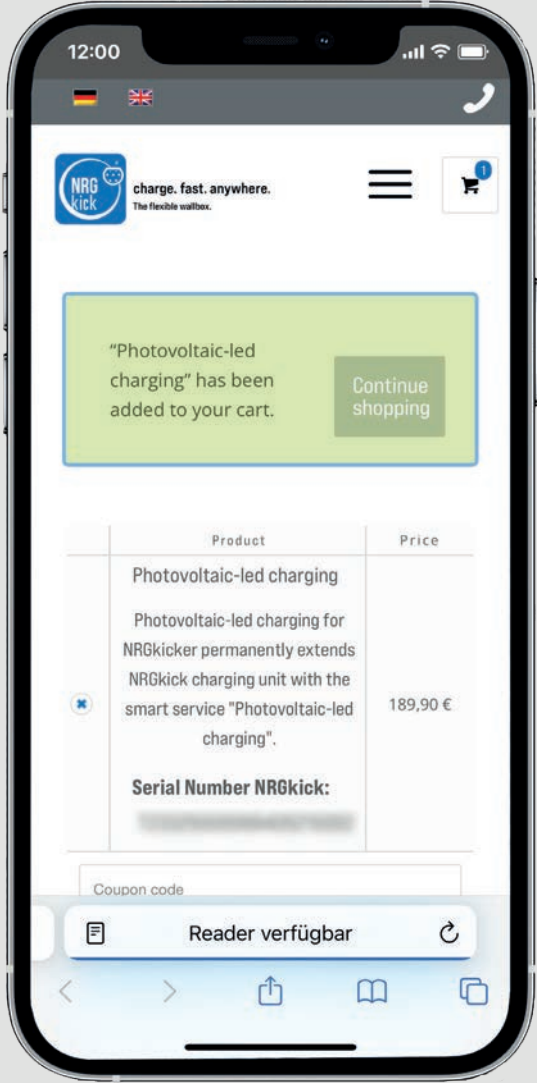 12:00
NRG
kick
charge. fast. anywhere.
The flexible wallbox.
1
“Photovoltaic-led
charging” has been
added to your cart.
Continue
shopping
Product
Price
Photovoltaic-led charging
Photovoltaic-led charging for
NRGkicker permanently extends
NRGkick charging unit with the
smart service "Photovoltaic-led
charging".
189,90 €
Serial Number NRGkick:
Coupon code
Reader verfügbar